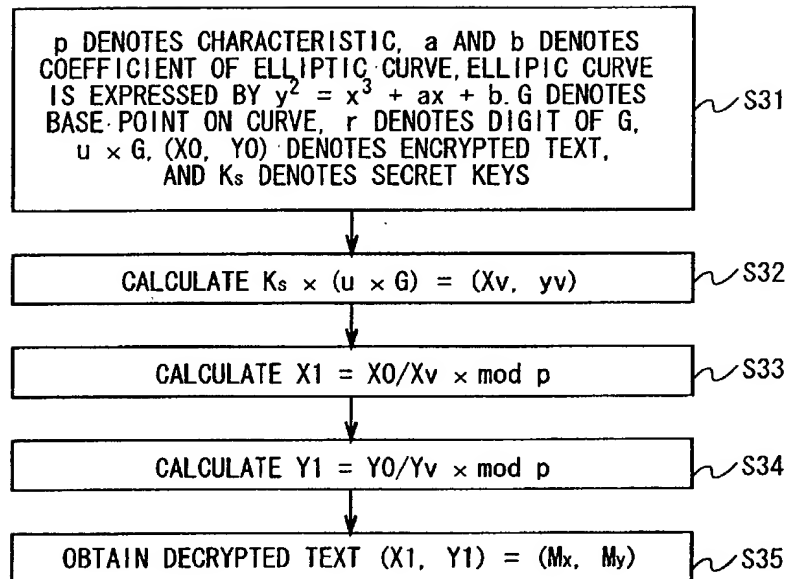 p DENOTES CHARACTERISTIC, a AND b DENOTES
COEFFICIENT OF ELLIPTIC CURVE, ELLIPIC CURVE
IS EXPRESSED BY y² = x³ + ax + b. G DENOTES
BASE POINT ON CURVE, r DENOTES DIGIT OF G,
u × G, (X0, Y0) DENOTES ENCRYPTED TEXT,
AND Ks DENOTES SECRET KEYS
S31
CALCULATE Ks × (u × G) = (Xv, yv)
S32
CALCULATE X1 = X0/Xv × mod p
S33
CALCULATE Y1 = Y0/Yv × mod p
S34
OBTAIN DECRYPTED TEXT (X1, Y1) = (Mx, My)
S35